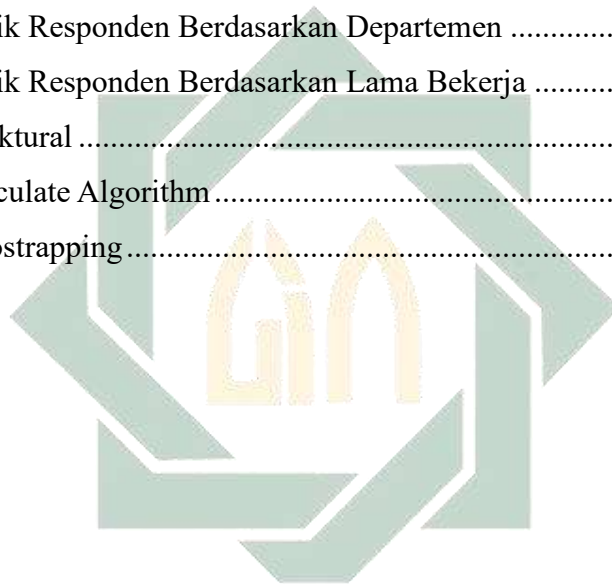 ik Responden Berdasarkan Departemen .............
ik Responden Berdasarkan Lama Bekerja ..........
ktural ....................................................................
culate Algorithm ..................................................
ostrapping .............................................................